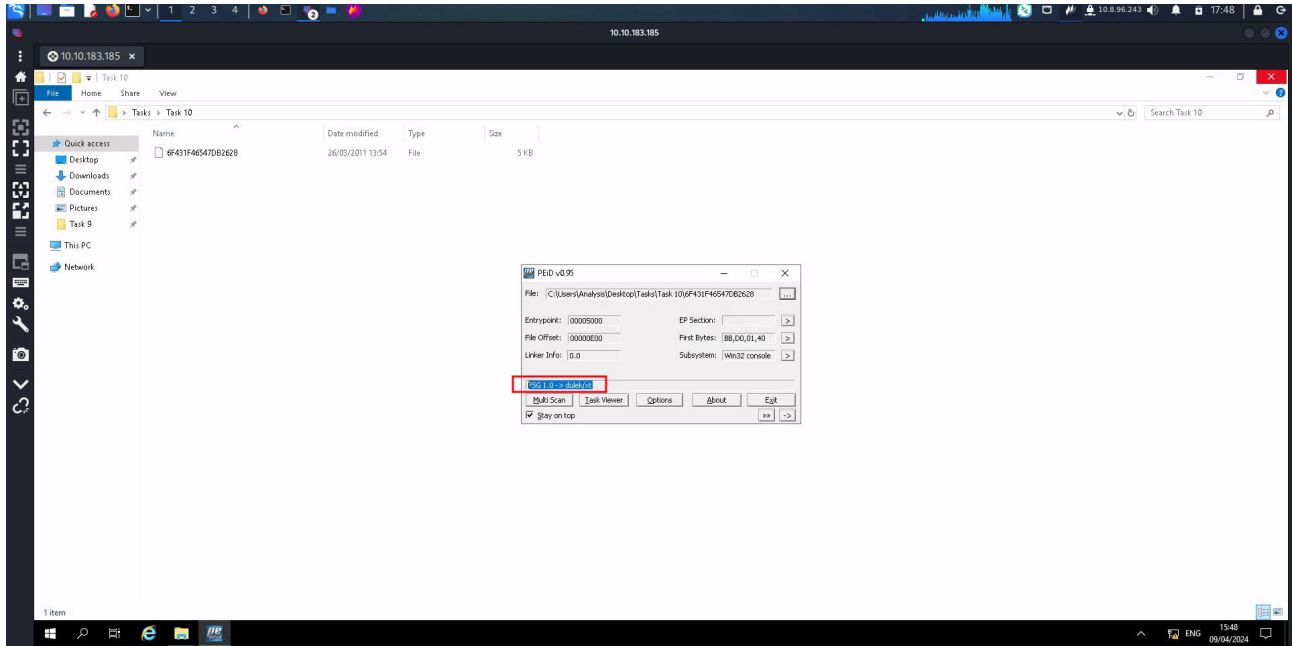 1 2 3 4 2 10.8.96.243 17:48
10.10.183.185
10.10.183.185 ×
Task 10
File Home Share View
Tasks > Task 10 Search Task 10
Name Date modified Type Size
Quick access
6F431F46547DB2628 26/03/2011 13:54 File 5 KB
Desktop
Downloads
Documents
Pictures
Task 9
This PC
Network
PEiD v0.95
File: C:\Users\Analysis\Desktop\Tasks\Task 10\6F431F46547DB2628 ...
Entrypoint: 00005000 EP Section: >
File Offset: 00000E00 First Bytes: BB,D0,01,40 >
Linker Info: 0.0 Subsystem: Win32 console >
FSG 1.0 -> dulek/xt
Multi Scan Task Viewer Options About Exit
Stay on top >> ->
1 item
ENG 15:48
09/04/2024